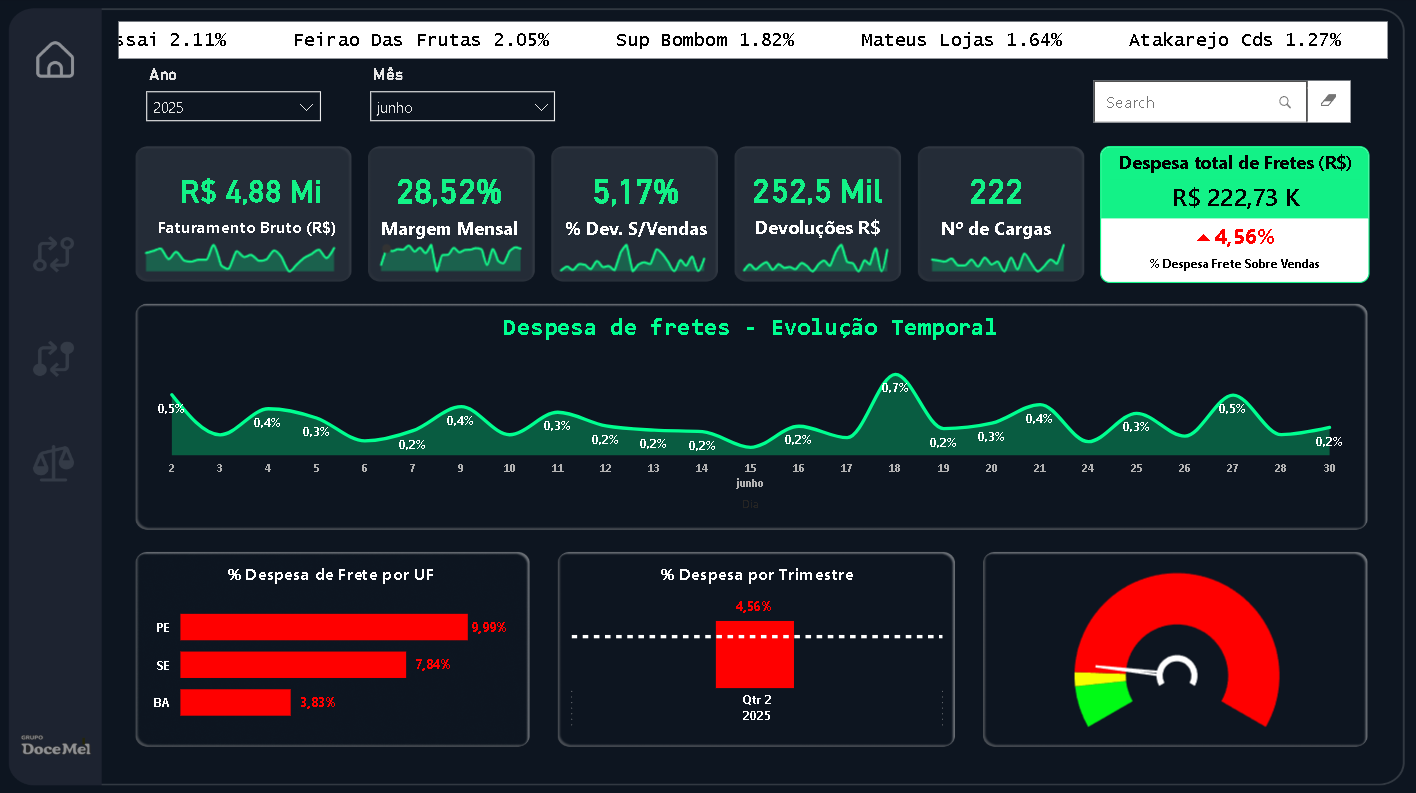 ssai 2.11% Feirao Das Frutas 2.05% Sup Bombom 1.82% Mateus Lojas 1.64% Atakarejo Cds 1.27%
Ano Mês
2025 junho Search
R$ 4,88 Mi
Faturamento Bruto (R$)
28,52%
Margem Mensal
5,17%
% Dev. S/Vendas
252,5 Mil
Devoluções R$
222
Nº de Cargas
Despesa total de Fretes (R$)
R$ 222,73 K
4,56%
% Despesa Frete Sobre Vendas
Despesa de fretes - Evolução Temporal
0,5% 0,4% 0,3% 0,2% 0,4% 0,3% 0,2% 0,2% 0,2% 0,2% 0,7% 0,2% 0,3% 0,4% 0,3% 0,5% 0,2%
2 3 4 5 6 7 9 10 11 12 13 14 15 16 17 18 19 20 21 24 25 26 27 28 30
junho
Dia
% Despesa de Frete por UF
PE 9,99%
SE 7,84%
BA 3,83%
% Despesa por Trimestre
4,56%
Qtr 2
2025
GRUPO
DoceMel